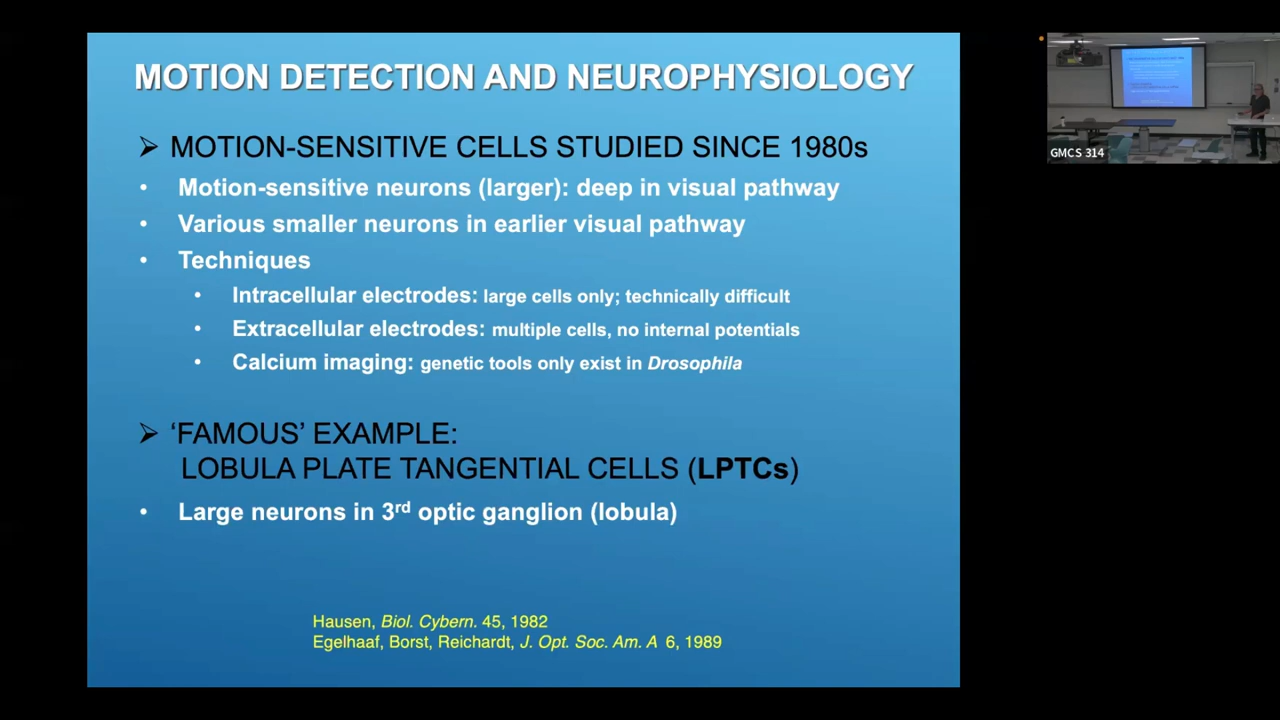 MOTION DETECTION AND NEUROPHYSIOLOGY
➢ MOTION-SENSITIVE CELLS STUDIED SINCE 1980s
• Motion-sensitive neurons (larger): deep in visual pathway
• Various smaller neurons in earlier visual pathway
• Techniques
• Intracellular electrodes: large cells only; technically difficult
• Extracellular electrodes: multiple cells, no internal potentials
• Calcium imaging: genetic tools only exist in Drosophila
➢ ‘FAMOUS’ EXAMPLE:
LOBULA PLATE TANGENTIAL CELLS (LPTCs)
• Large neurons in 3rd optic ganglion (lobula)
Hausen, Biol. Cybern. 45, 1982
Egelhaaf, Borst, Reichardt, J. Opt. Soc. Am. A 6, 1989
GMCS 314